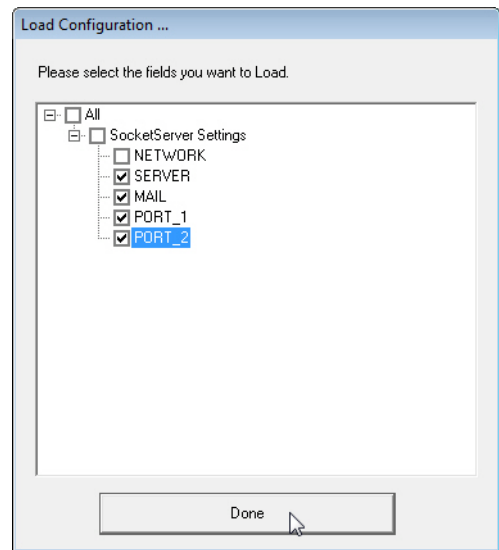 Load Configuration ...
Please select the fields you want to Load.
All
SocketServer Settings
NETWORK
SERVER
MAIL
PORT_1
PORT_2
Done